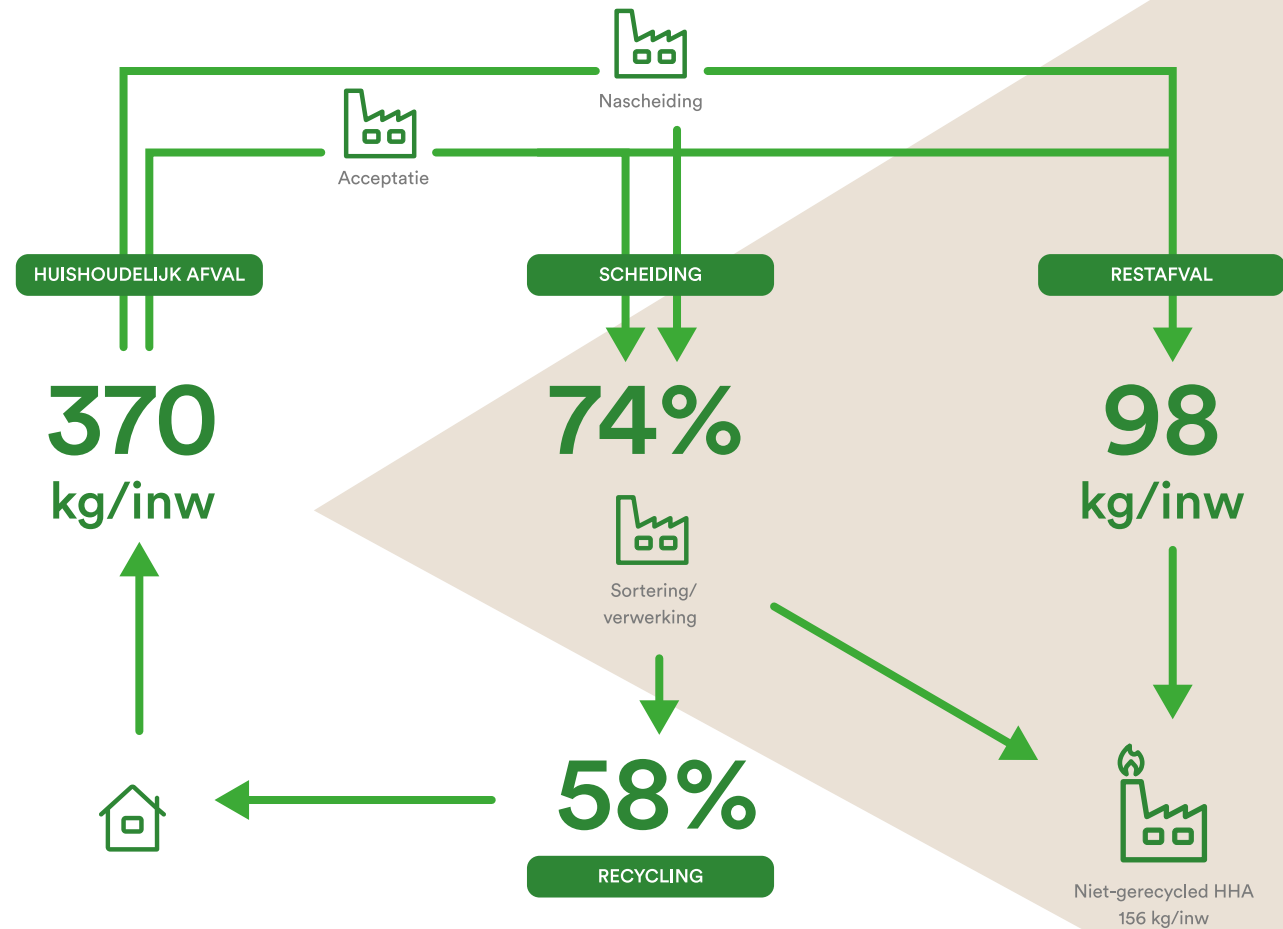 Nascheiding
Acceptatie
HUISHOUDELIJK AFVAL
SCHEIDING
RESTAFVAL
370
kg/inw
74%
98
kg/inw
Sortering/
verwerking
58%
RECYCLING
Niet-gerecycled HHA
156 kg/inw